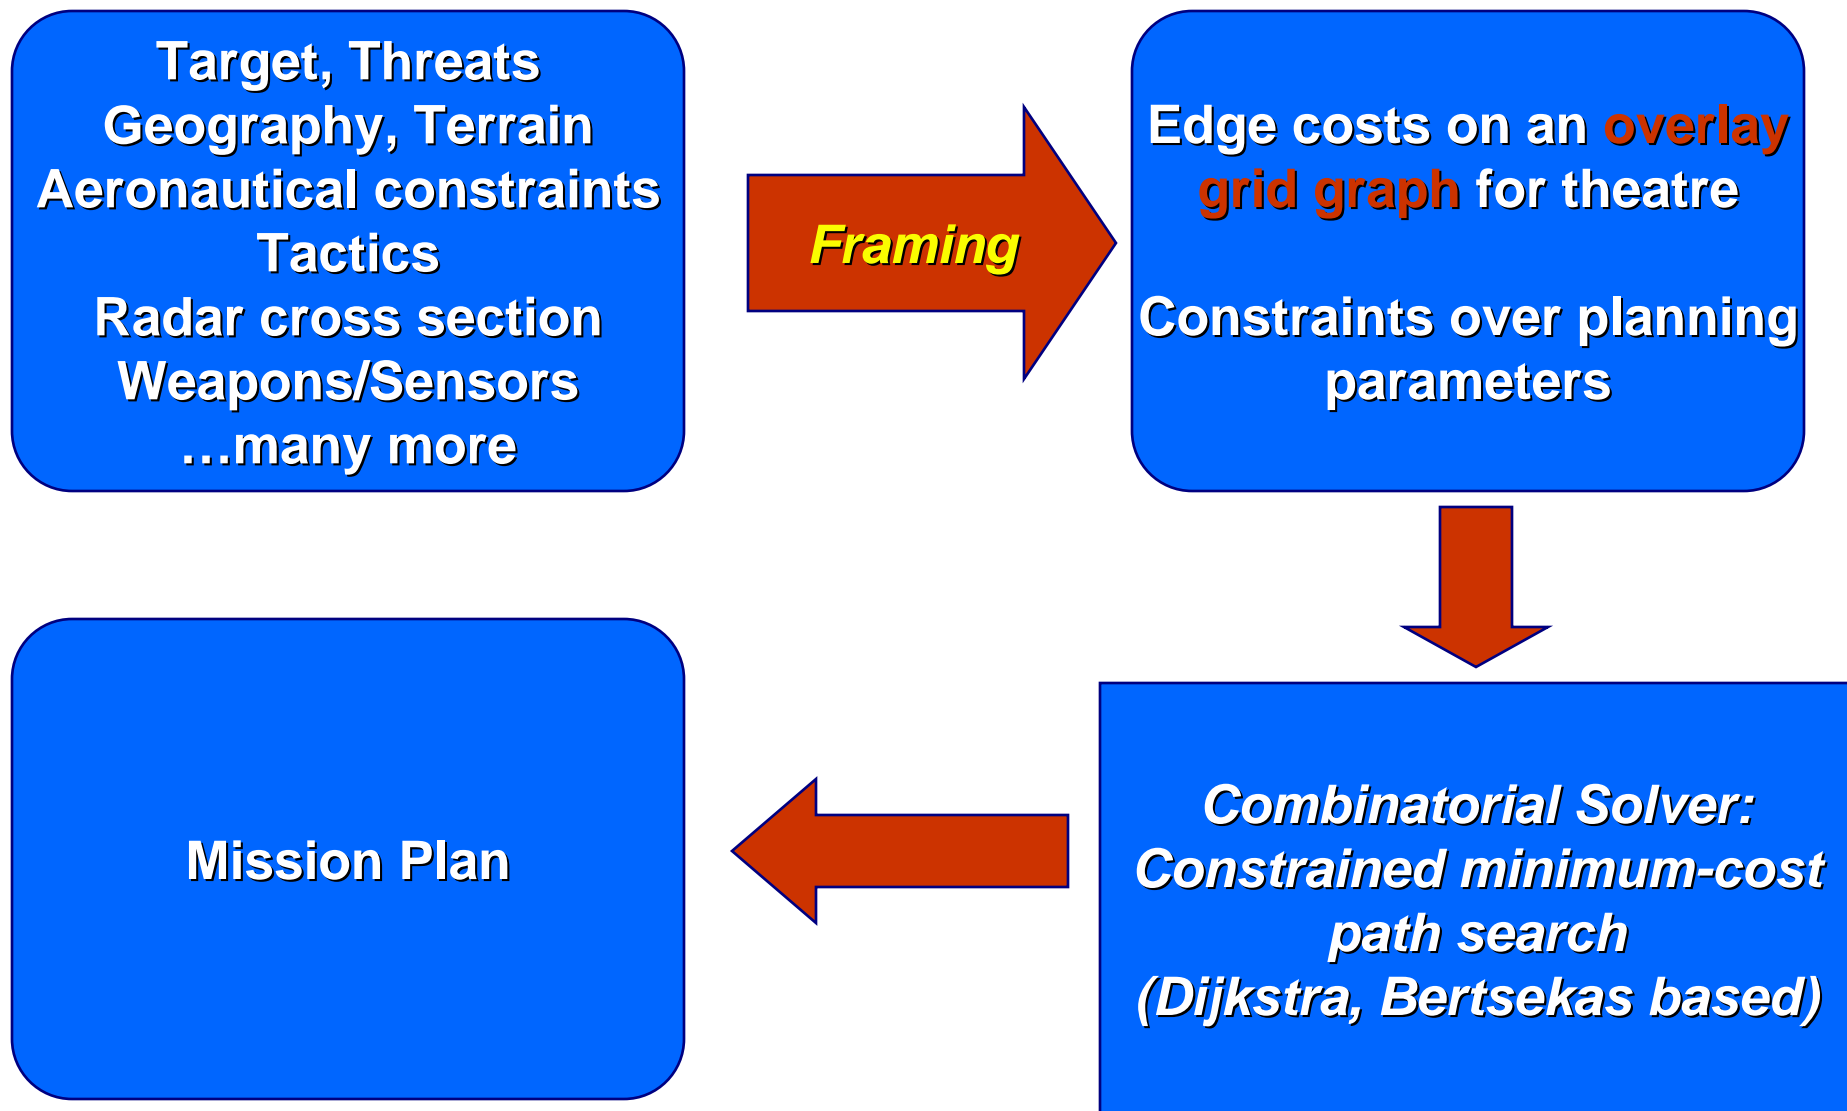 Target, Threats
Geography, Terrain
Aeronautical constraints
Tactics
Radar cross section
Weapons/Sensors
…many more
Framing
Edge costs on an overlay
grid graph for theatre
Constraints over planning
parameters
Combinatorial Solver:
Constrained minimum-cost
path search
(Dijkstra, Bertsekas based)
Mission Plan